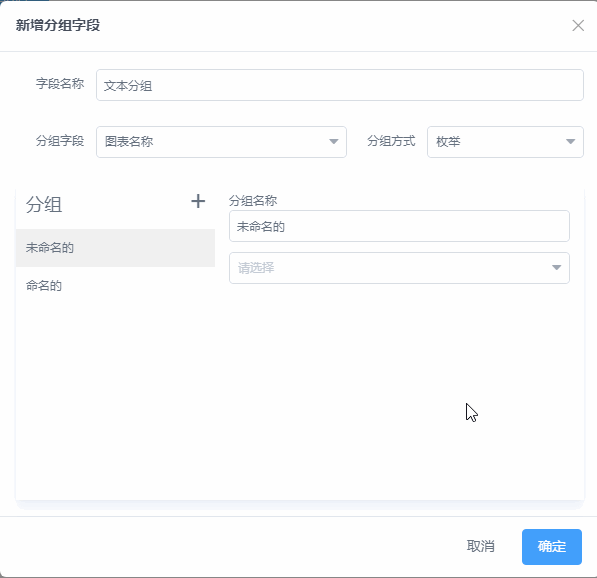 新增分组字段
字段名称 文本分组
分组字段 图表名称 分组方式 枚举
分组 +
分组名称
未命名的
未命名的
请选择
命名的
取消 确定